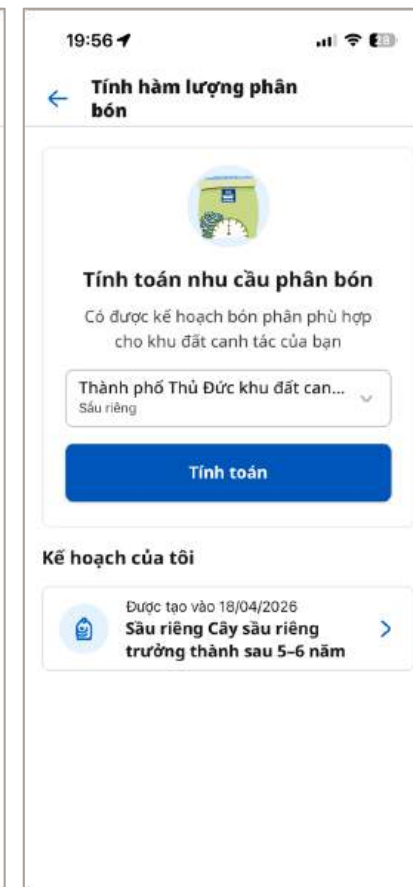 19:56
28
Tính hàm lượng phân
bón
Tính toán nhu cầu phân bón
Có được kế hoạch bón phân phù hợp
cho khu đất canh tác của bạn
Thành phố Thủ Đức khu đất can...
Sầu riêng
Tính toán
Kế hoạch của tôi
Được tạo vào 18/04/2026
Sầu riêng Cây sầu riêng
trưởng thành sau 5–6 năm